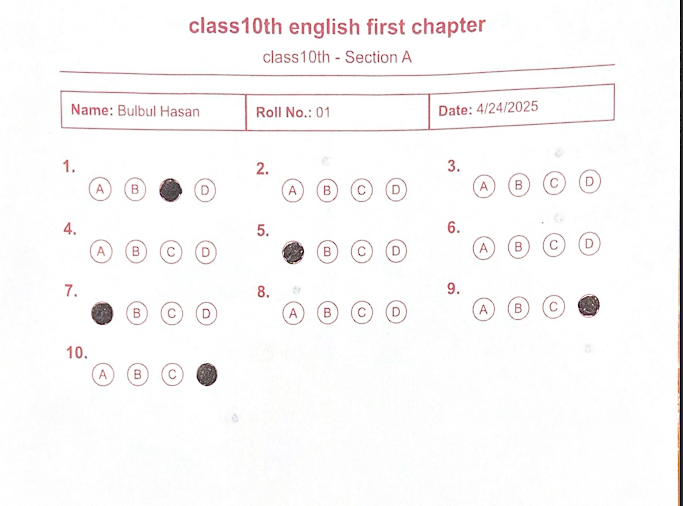 class10th english first chapter
class10th - Section A
Name: Bulbul Hasan Roll No.: 01 Date: 4/24/2025
1. 2. 3.
A B D A B C D A B C D
4. 5. 6.
A B C D B C D A B C D
7. 8. 9.
B C D A B C D A B C
10.
A B C